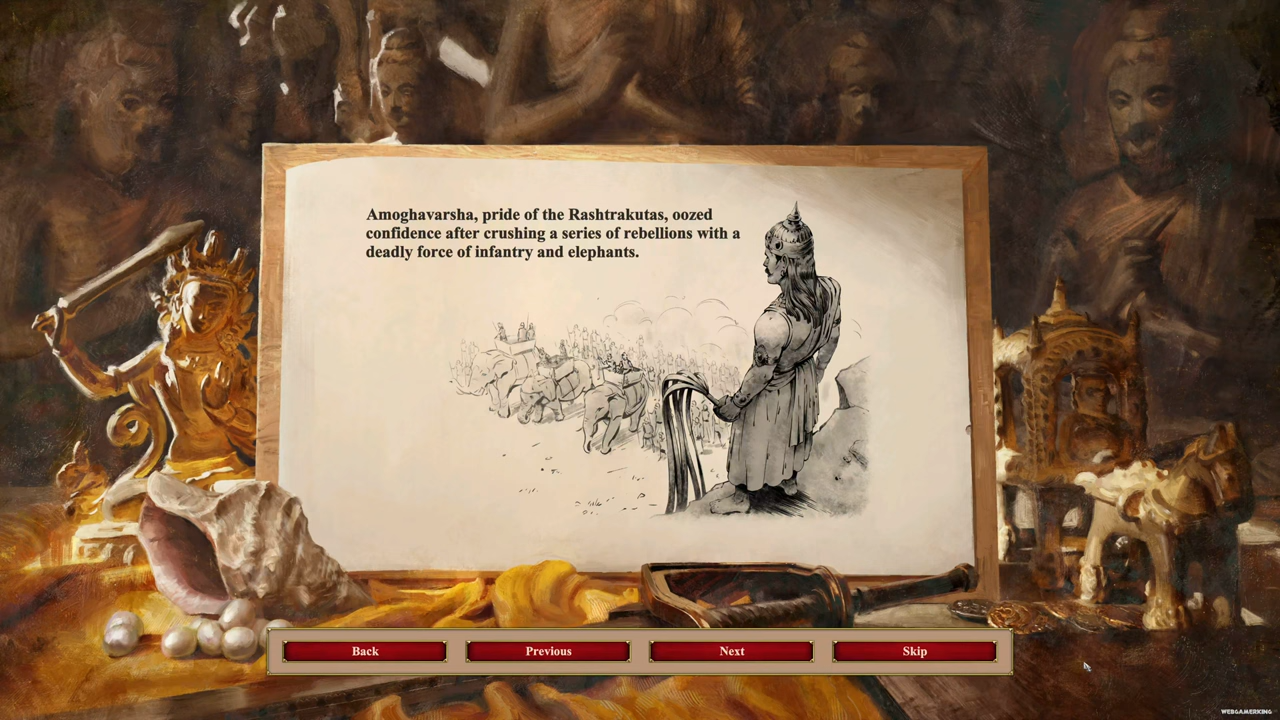 Amoghavarsha, pride of the Rashtrakutas, oozed
confidence after crushing a series of rebellions with a
deadly force of infantry and elephants.
Back
Previous
Next
Skip
WEBGAMERKING